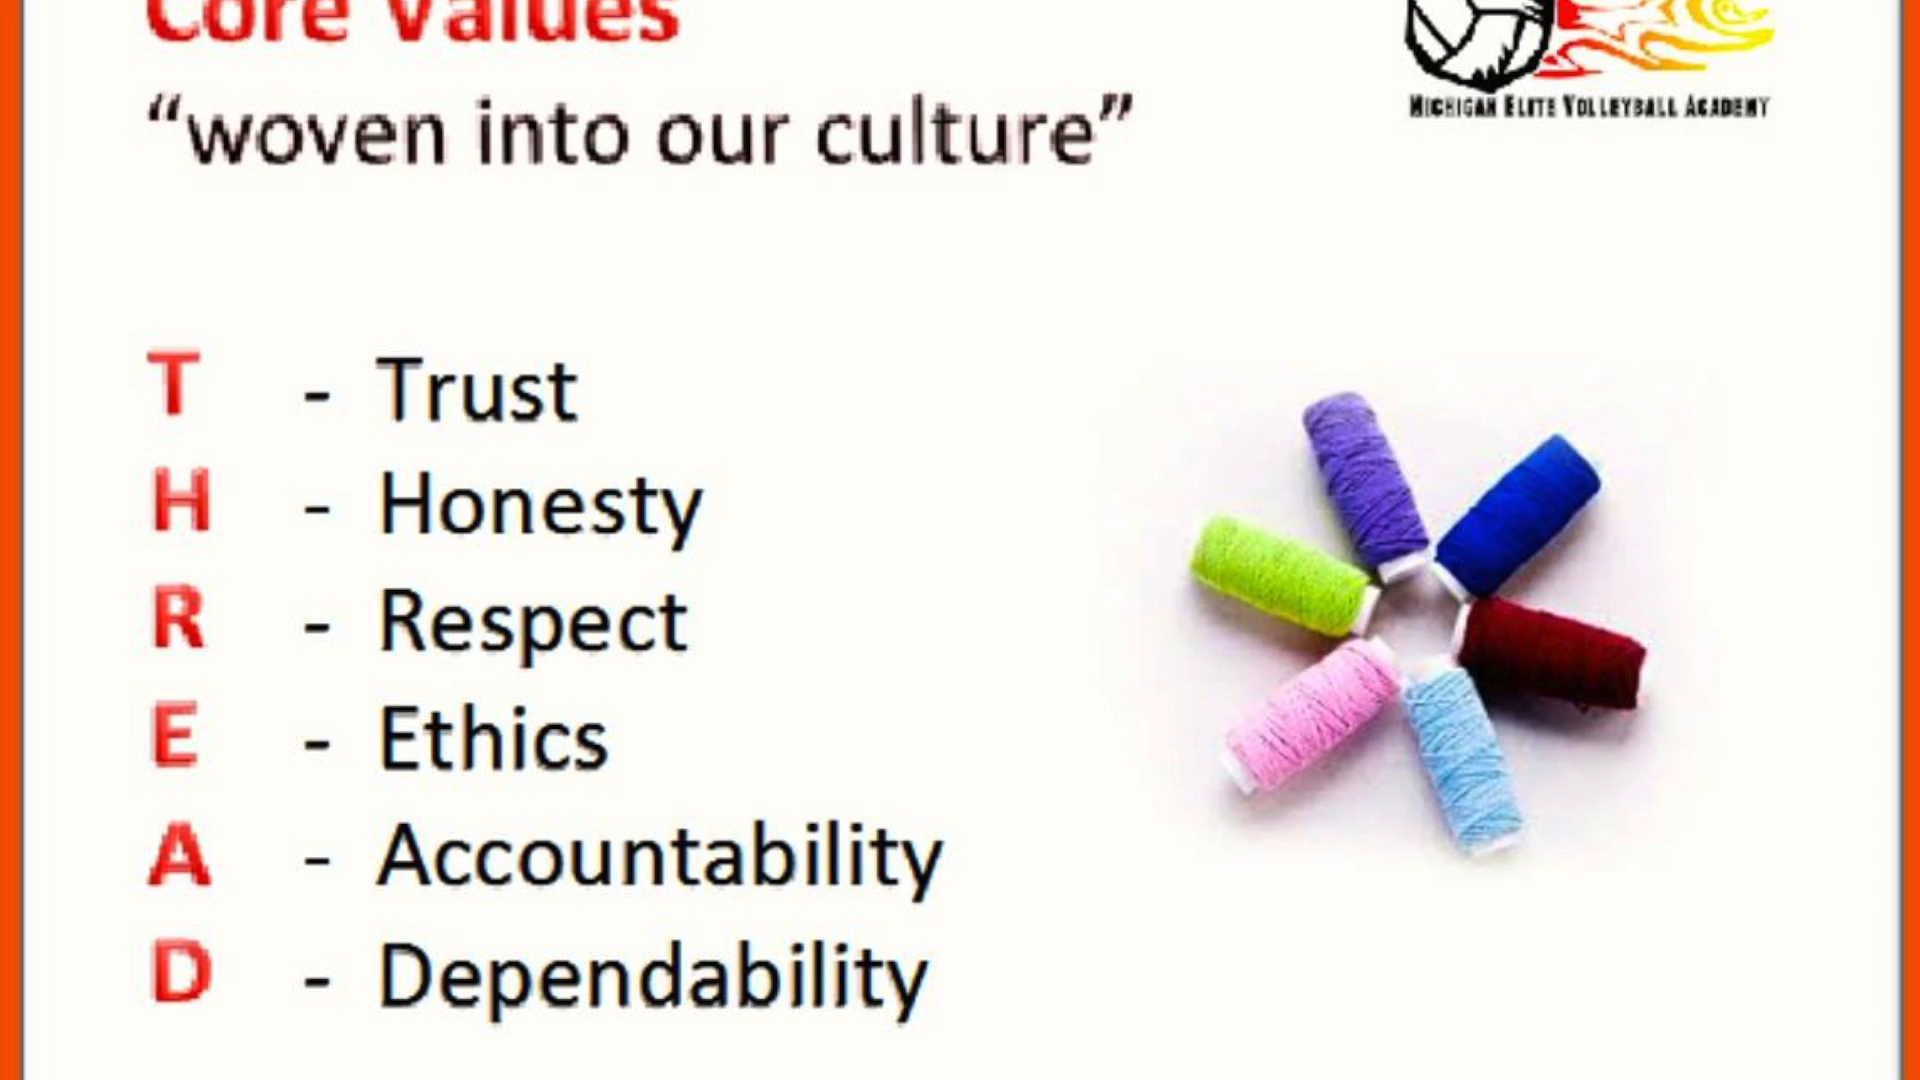 Core Values
“woven into our culture”
MICHIGAN ELITE VOLLEYBALL ACADEMY
T - Trust
H - Honesty
R - Respect
E - Ethics
A - Accountability
D - Dependability